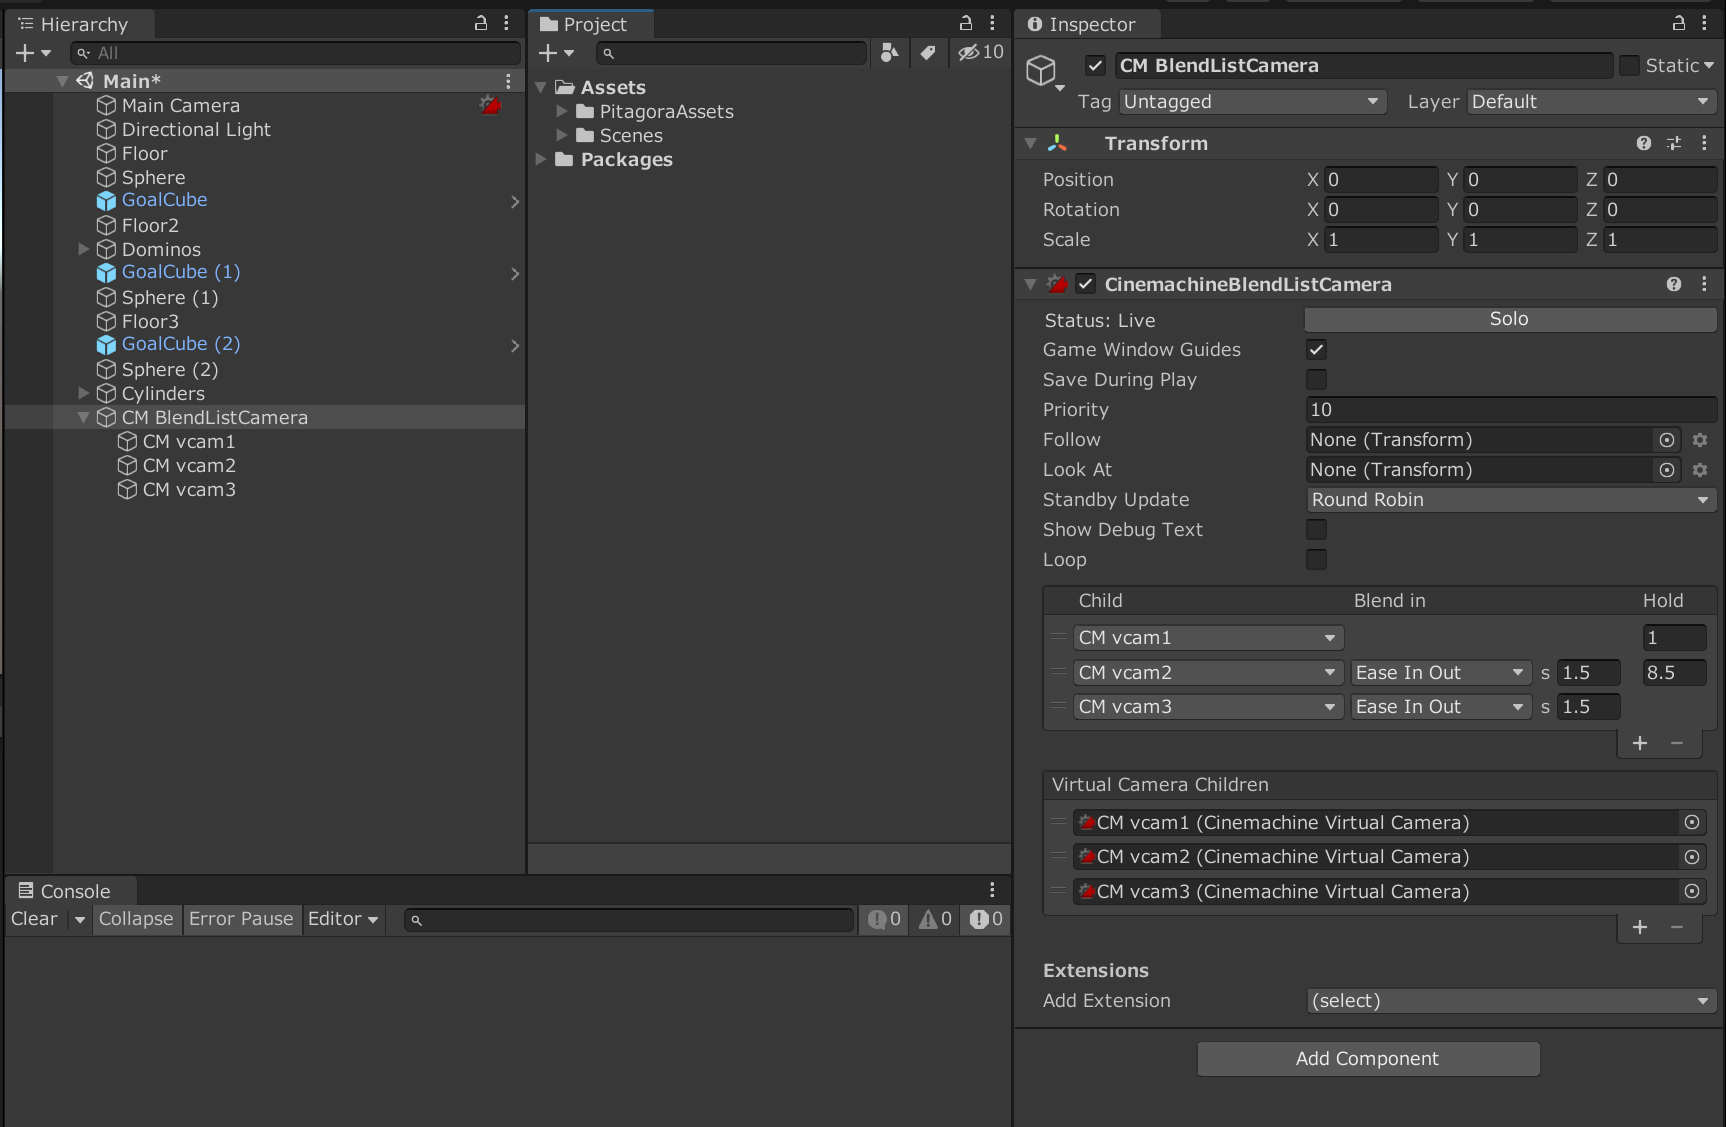 Hierarchy
All
Main*
Main Camera
Directional Light
Floor
Sphere
GoalCube
Floor2
Dominos
GoalCube (1)
Sphere (1)
Floor3
GoalCube (2)
Sphere (2)
Cylinders
CM BlendListCamera
CM vcam1
CM vcam2
CM vcam3
Project
10
Assets
PitagoraAssets
Scenes
Packages
Console
Clear Collapse Error Pause Editor 0 0 0
Inspector
CM BlendListCamera Static
Tag Untagged Layer Default
Transform
Position X 0 Y 0 Z 0
Rotation X 0 Y 0 Z 0
Scale X 1 Y 1 Z 1
CinemachineBlendListCamera
Status: Live Solo
Game Window Guides
Save During Play
Priority 10
Follow None (Transform)
Look At None (Transform)
Standby Update Round Robin
Show Debug Text
Loop
Child Blend in Hold
CM vcam1 1
CM vcam2 Ease In Out s 1.5 8.5
CM vcam3 Ease In Out s 1.5
Virtual Camera Children
CM vcam1 (Cinemachine Virtual Camera)
CM vcam2 (Cinemachine Virtual Camera)
CM vcam3 (Cinemachine Virtual Camera)
Extensions
Add Extension (select)
Add Component